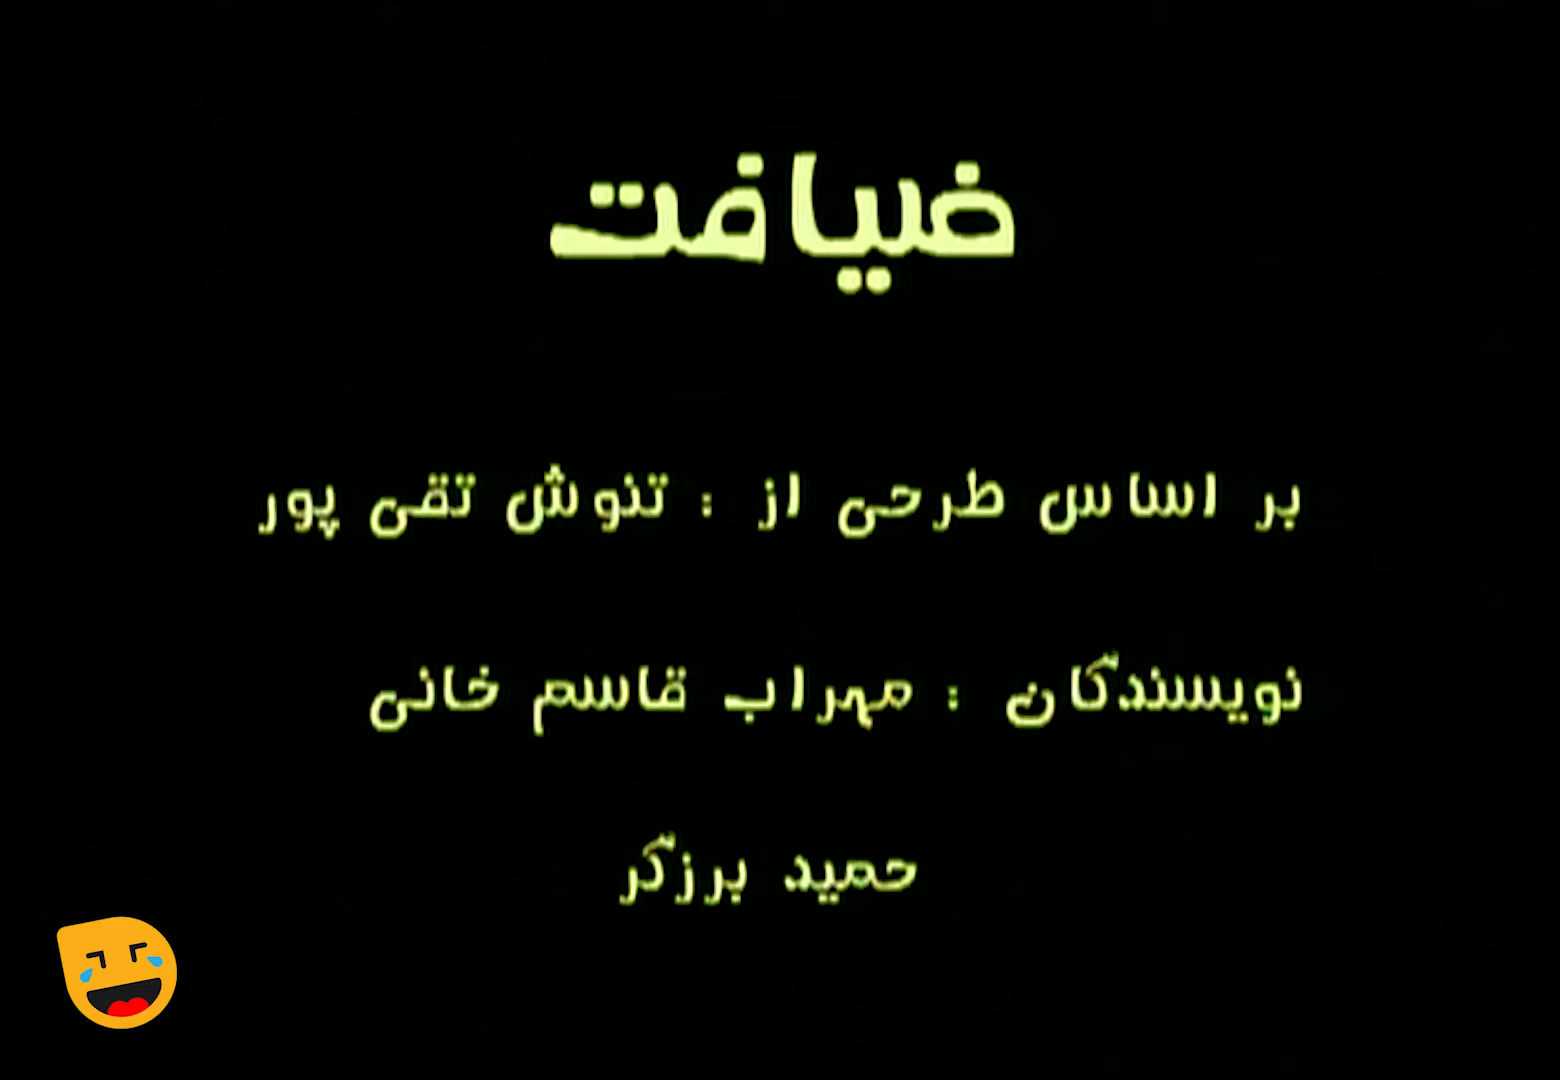 ضیافت
بر اساس طرحی از : تنوش تقی پور
نویسندگان : مهراب قاسم خانی
حمید برزگر